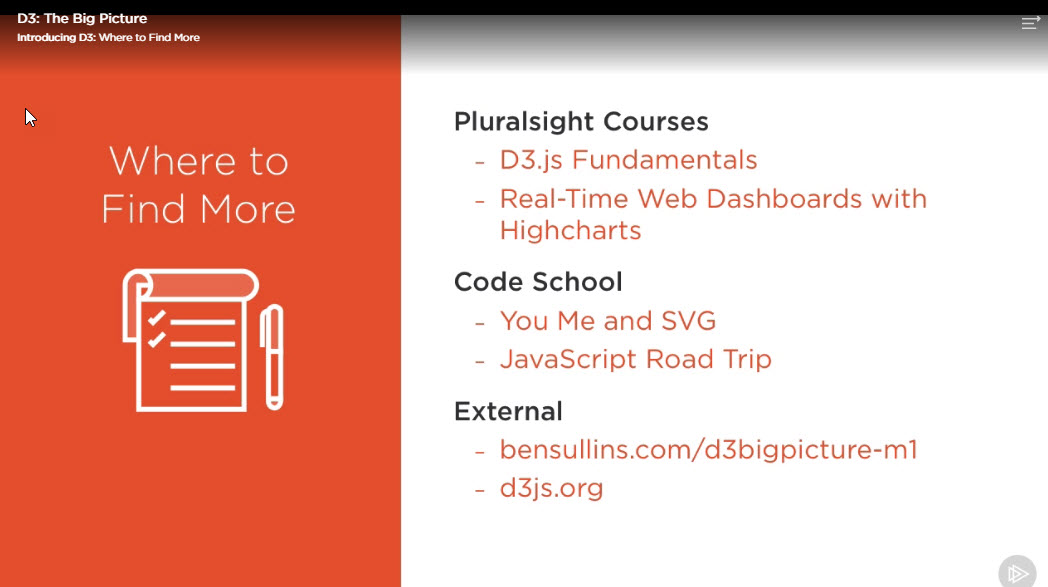 D3: The Big Picture
Introducing D3: Where to Find More
Where to
Find More
Pluralsight Courses
- D3.js Fundamentals
- Real-Time Web Dashboards with
Highcharts
Code School
- You Me and SVG
- JavaScript Road Trip
External
- bensullins.com/d3bigpicture-m1
- d3js.org